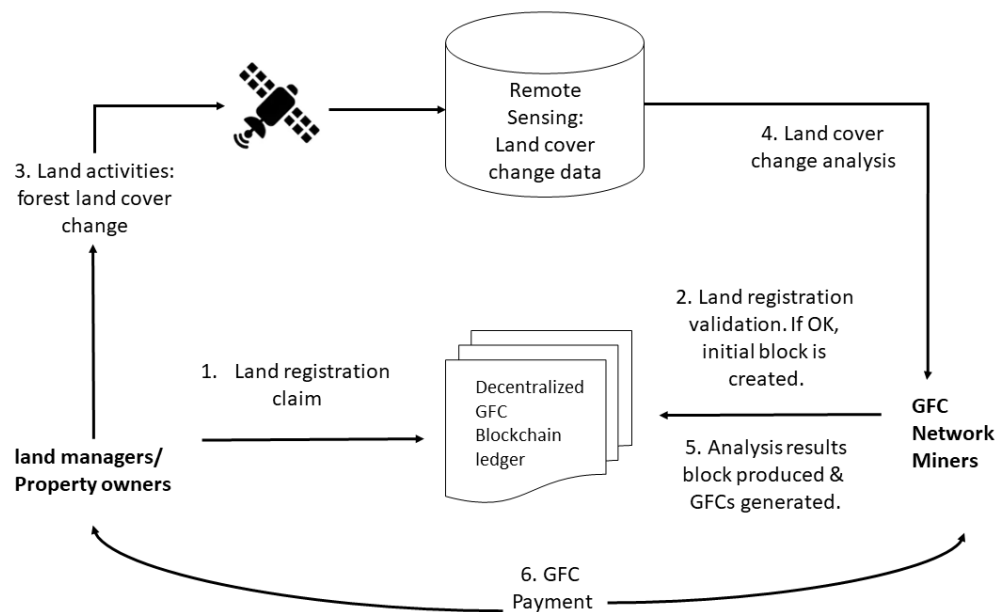 Remote
Sensing:
Land cover
change data
4. Land cover
change analysis
3. Land activities:
forest land cover
change
2. Land registration
validation. If OK,
initial block is
created.
1. Land registration
claim
Decentralized
GFC
Blockchain
ledger
land managers/
Property owners
GFC
Network
Miners
5. Analysis results
block produced &
GFCs generated.
6. GFC
Payment